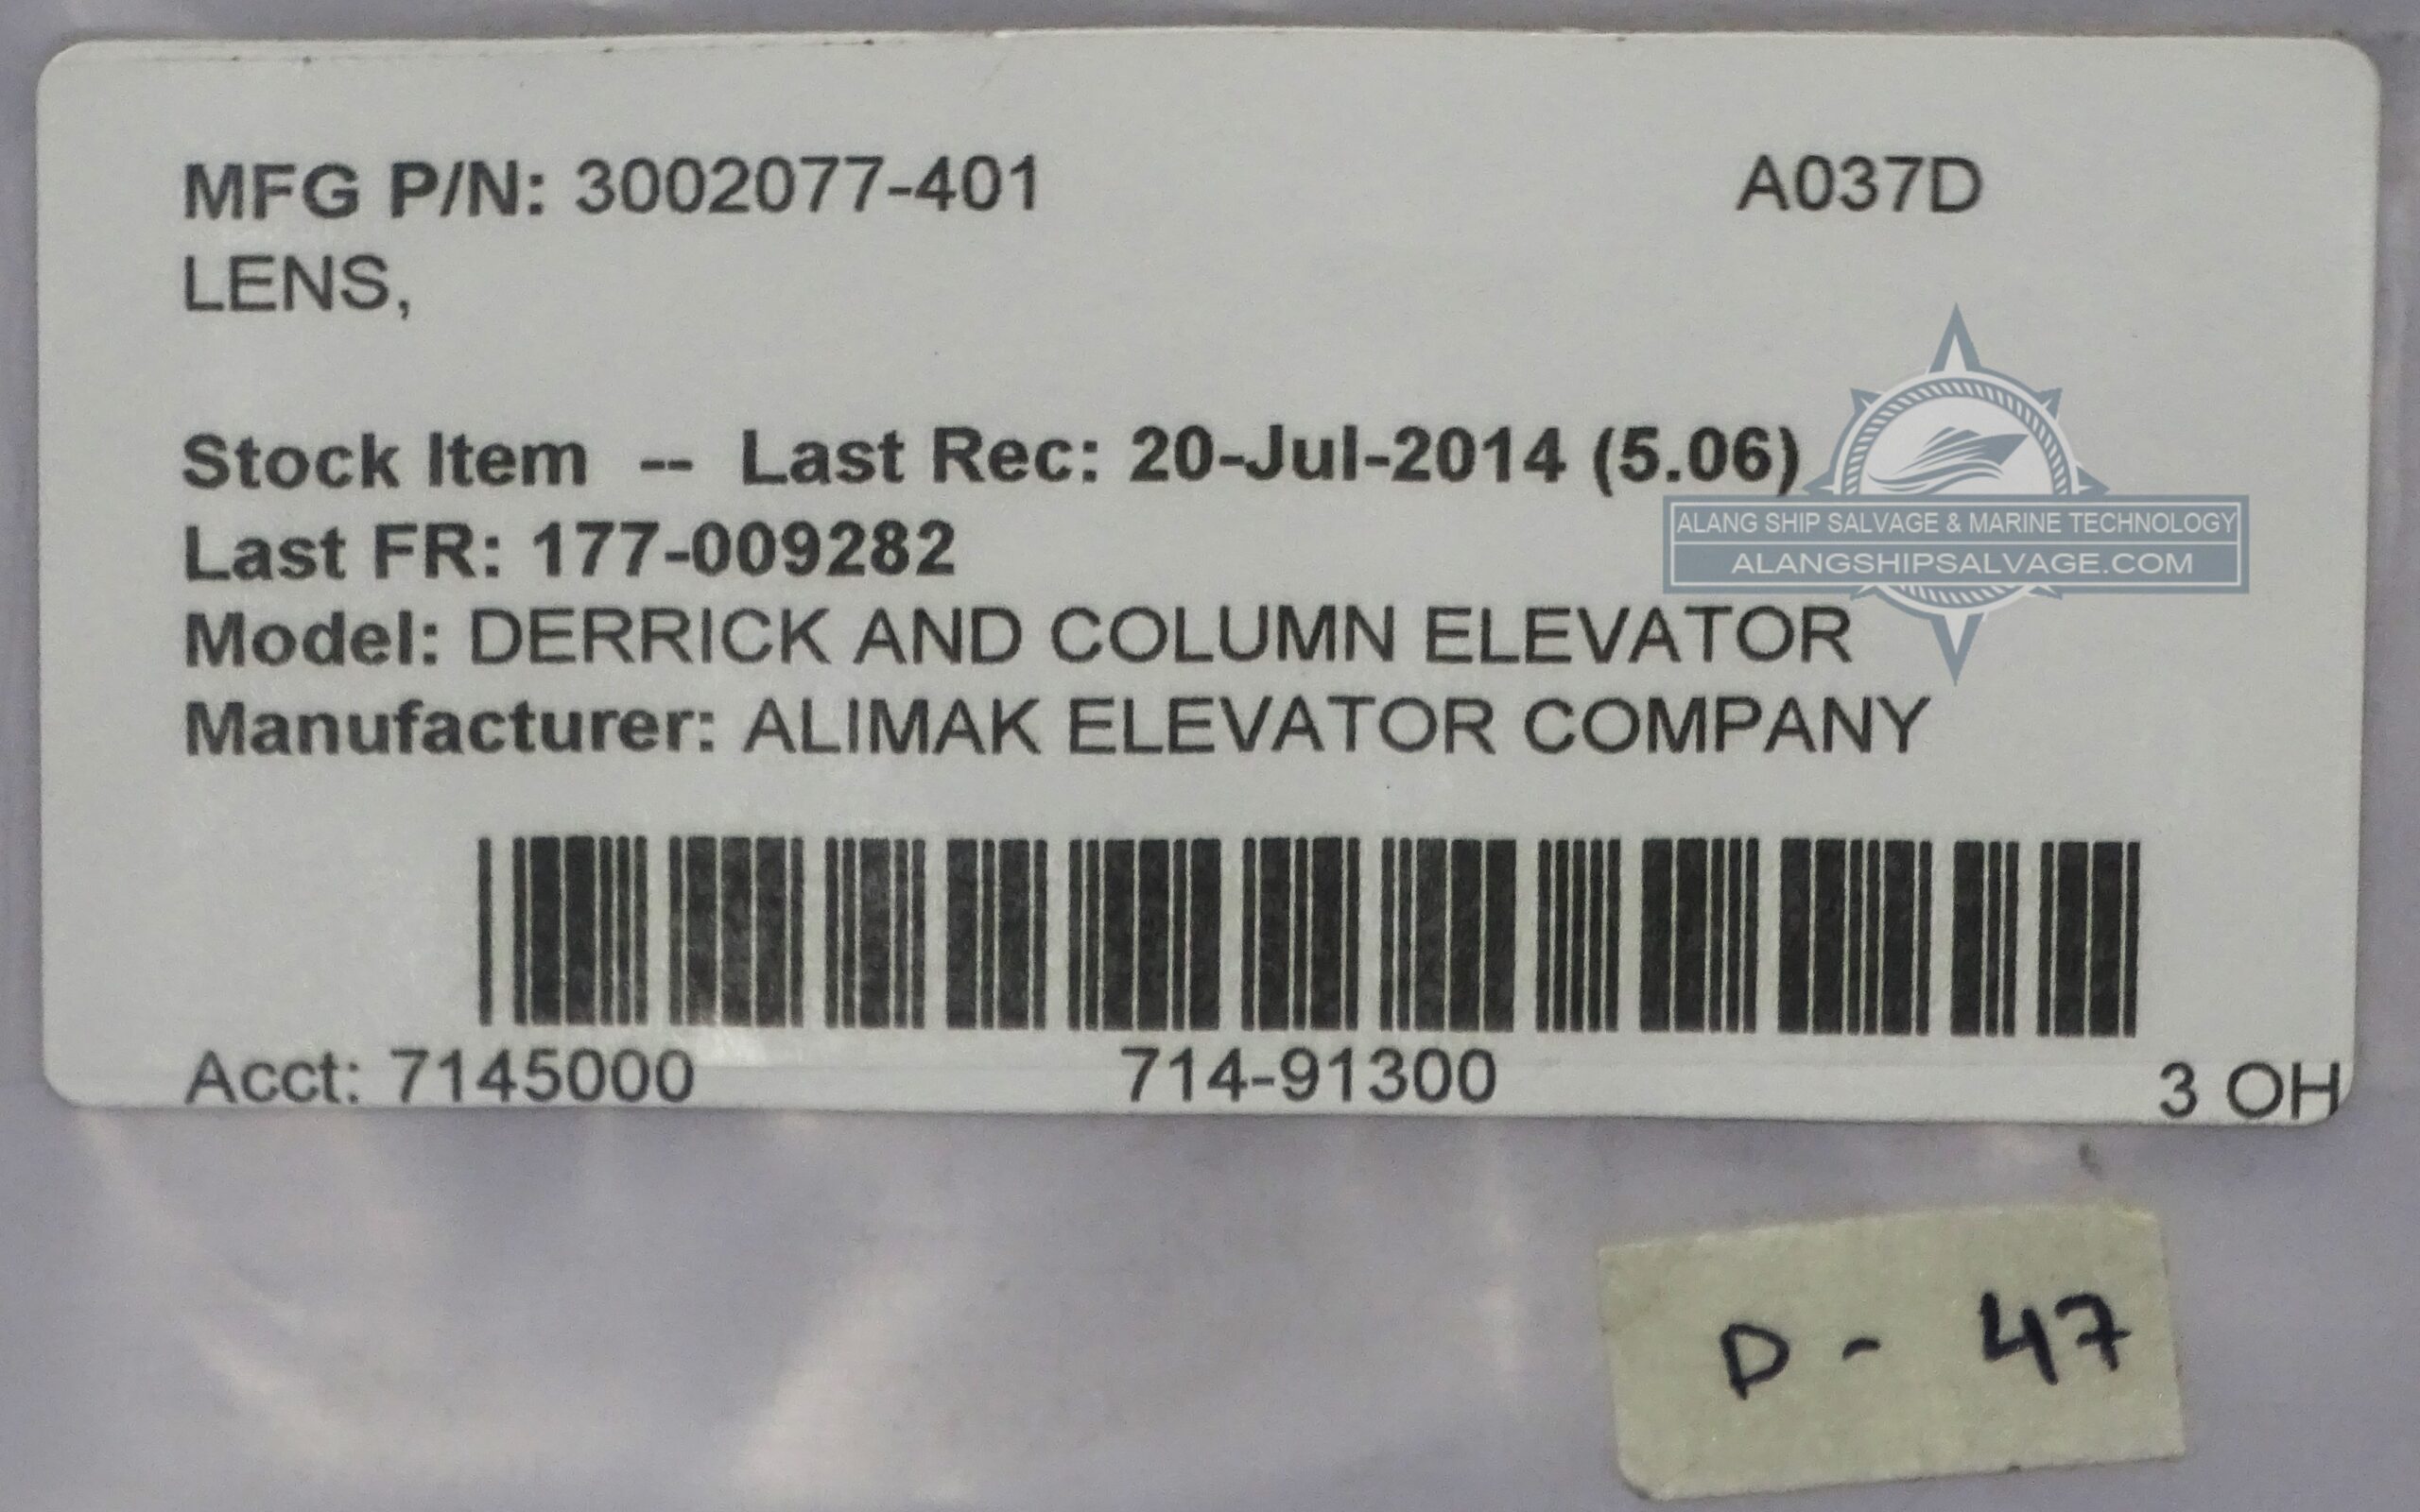 MFG P/N: 3002077-401 A037D
LENS,
Stock Item -- Last Rec: 20-Jul-2014 (5.06)
Last FR: 177-009282
Model: DERRICK AND COLUMN ELEVATOR
Manufacturer: ALIMAK ELEVATOR COMPANY
ALANG SHIP SALVAGE & MARINE TECHNOLOGY
ALANGSHIPSALVAGE.COM
Acct: 7145000 714-91300 3 OH
D - 47